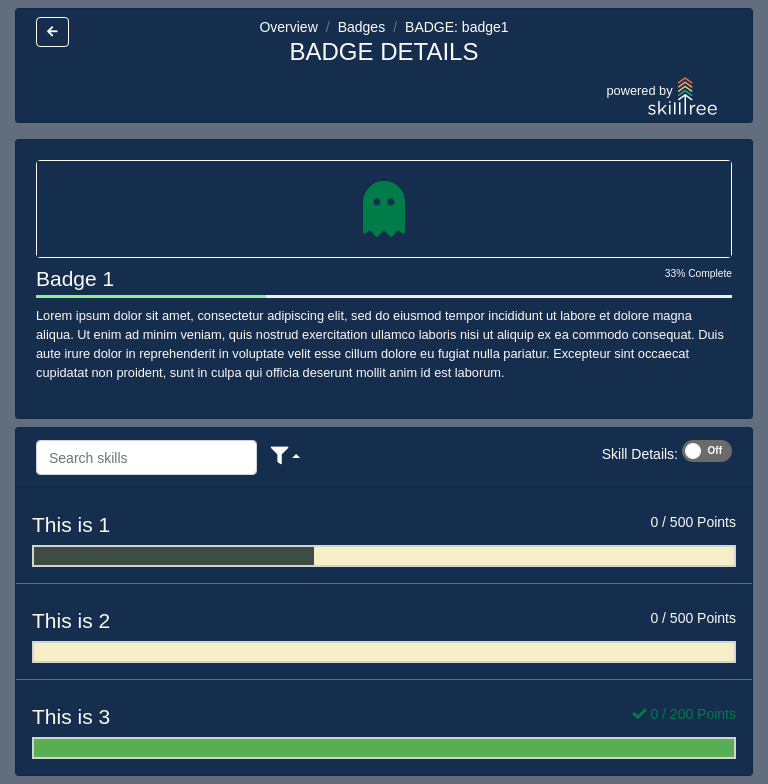 Overview / Badges / BADGE: badge1
BADGE DETAILS
powered by
skilltree
Badge 1
33% Complete
Lorem ipsum dolor sit amet, consectetur adipiscing elit, sed do eiusmod tempor incididunt ut labore et dolore magna
aliqua. Ut enim ad minim veniam, quis nostrud exercitation ullamco laboris nisi ut aliquip ex ea commodo consequat. Duis
aute irure dolor in reprehenderit in voluptate velit esse cillum dolore eu fugiat nulla pariatur. Excepteur sint occaecat
cupidatat non proident, sunt in culpa qui officia deserunt mollit anim id est laborum.
Search skills
Skill Details: Off
This is 1
0 / 500 Points
This is 2
0 / 500 Points
This is 3
0 / 200 Points